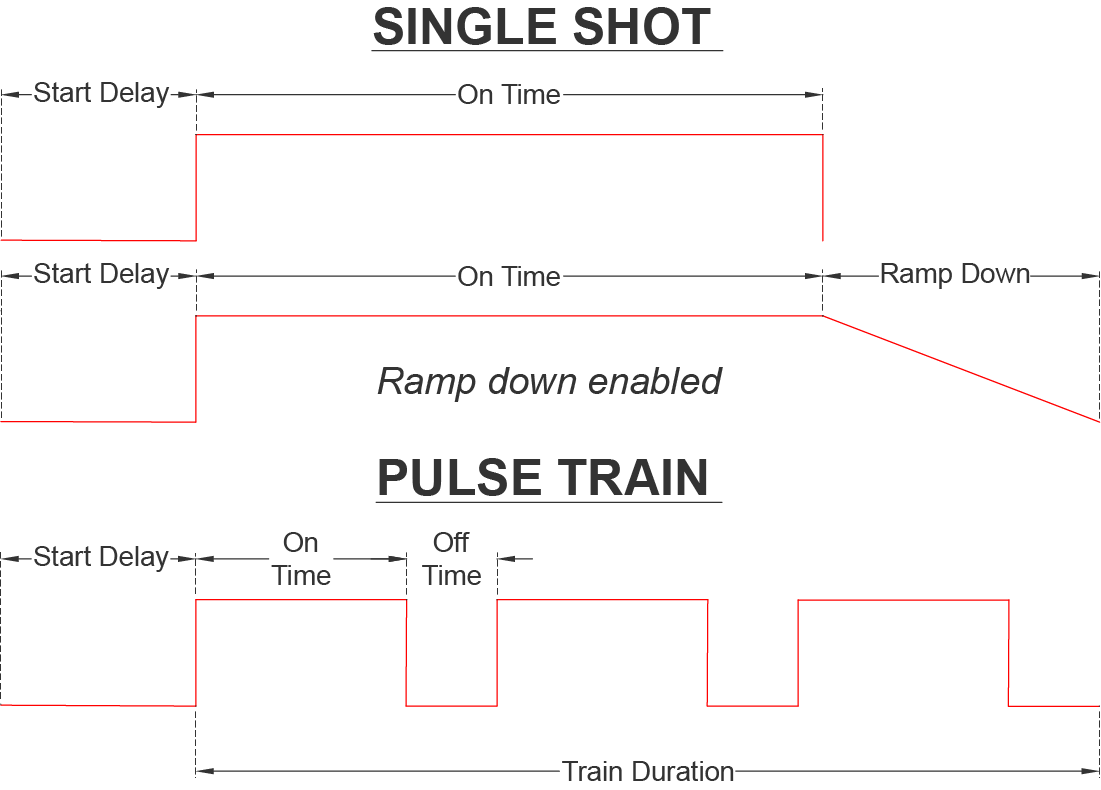 SINGLE SHOT
Start Delay
On Time
Start Delay
On Time
Ramp Down
Ramp down enabled
PULSE TRAIN
Start Delay
On
Time
Off
Time
Train Duration